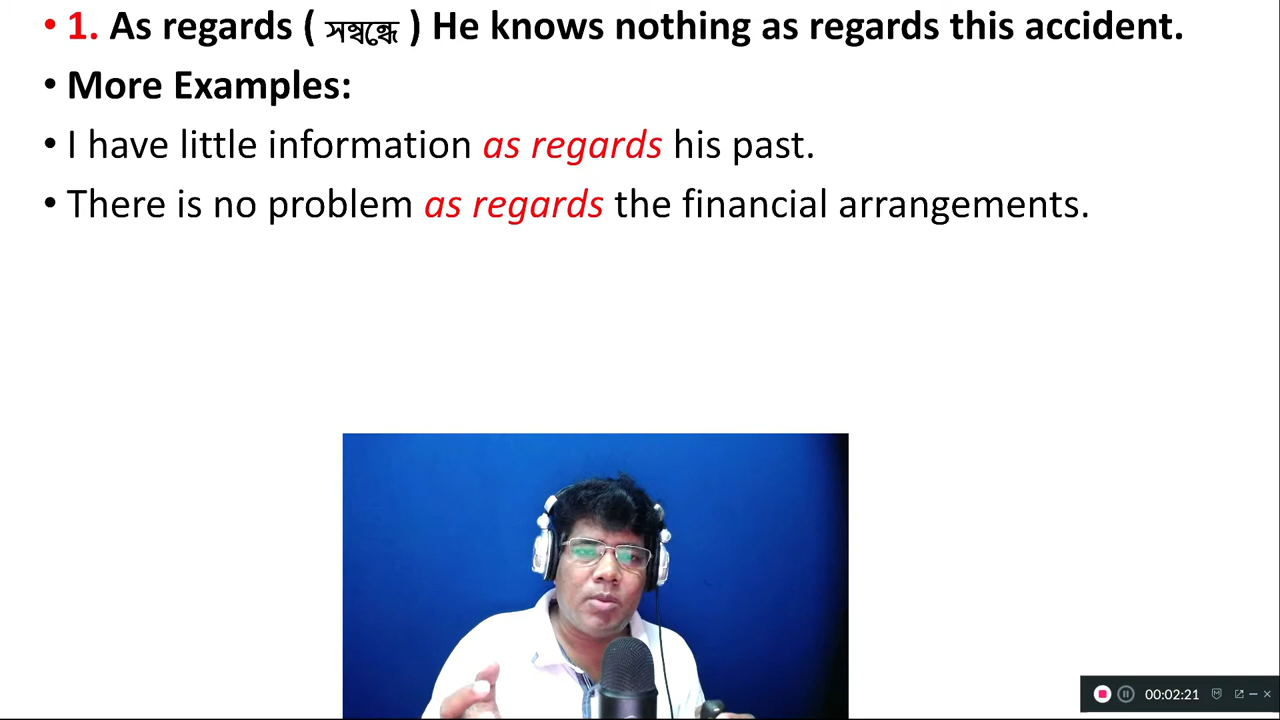 • 1. As regards ( সম্বন্ধে ) He knows nothing as regards this accident.
• More Examples:
• I have little information as regards his past.
• There is no problem as regards the financial arrangements.
00:02:21